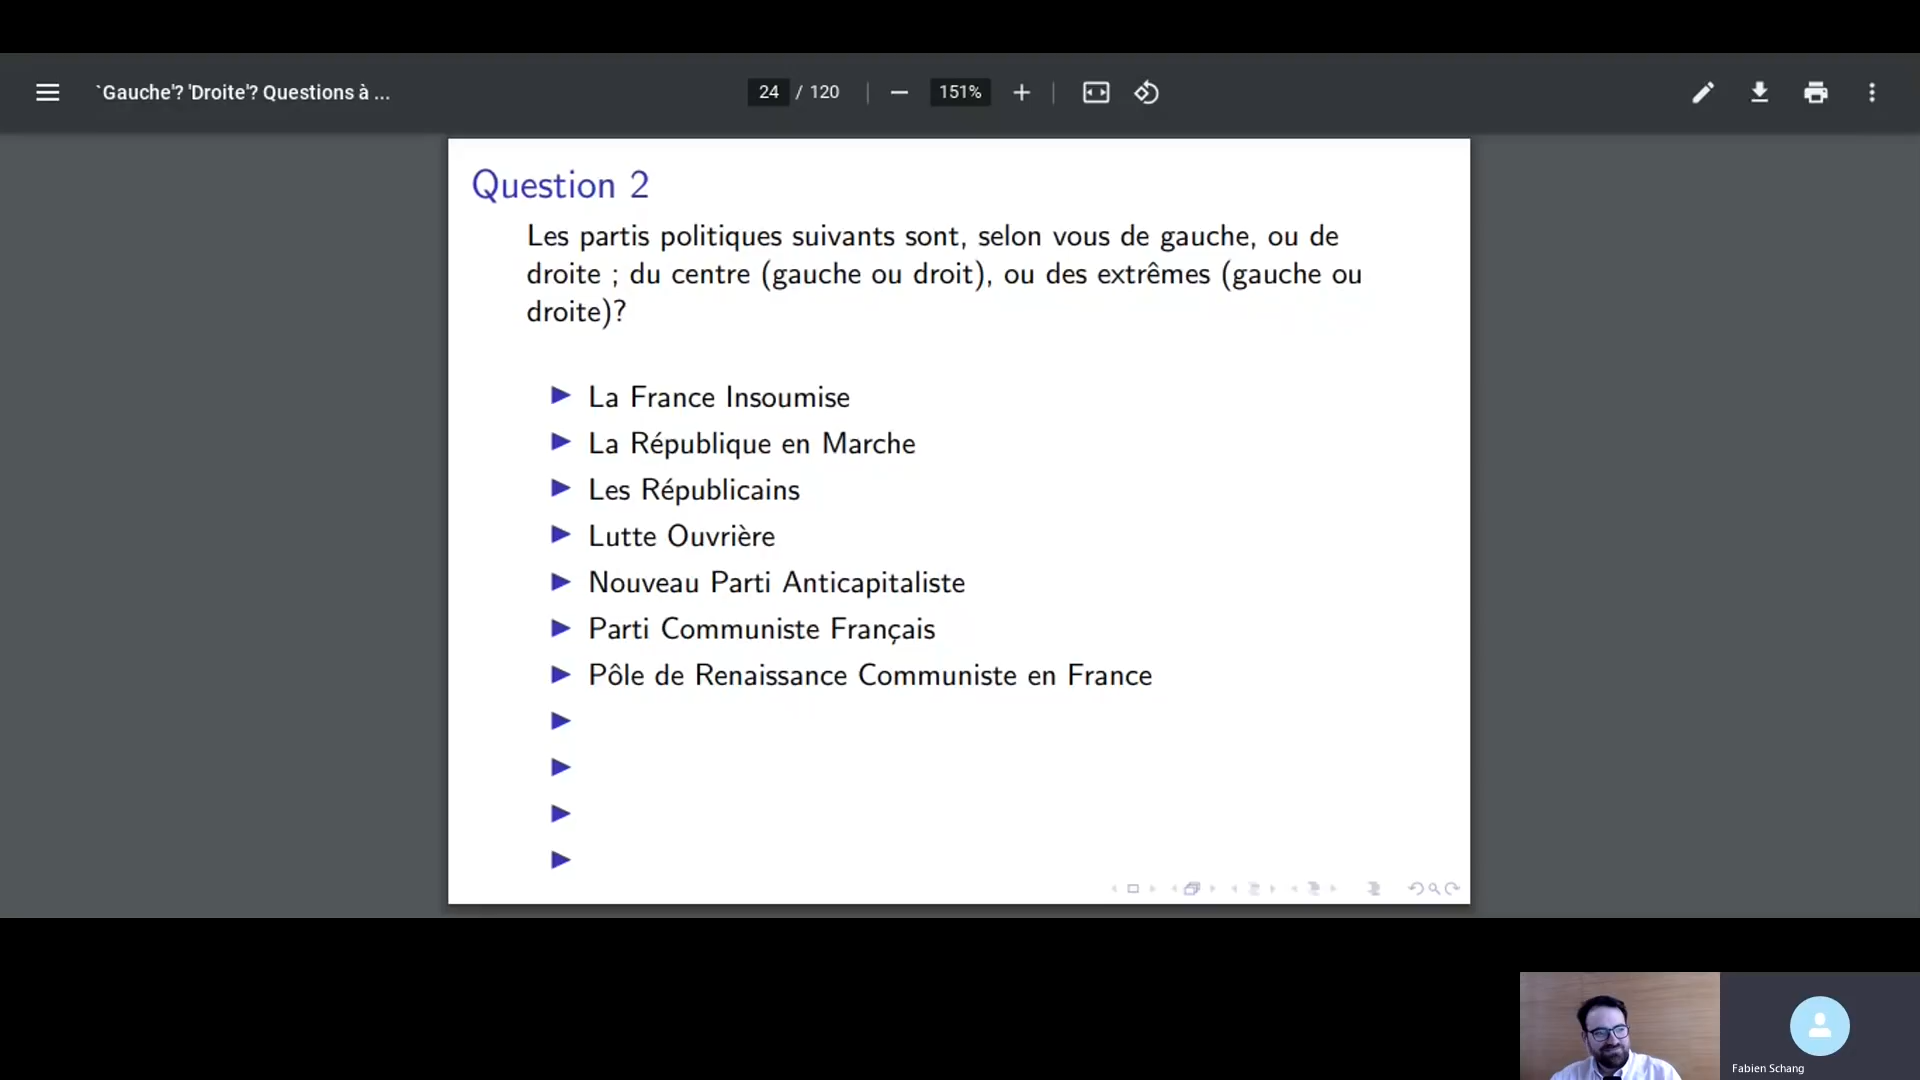 `Gauche'? 'Droite'? Questions à ...
24 / 120
151%
Question 2
Les partis politiques suivants sont, selon vous de gauche, ou de
droite ; du centre (gauche ou droit), ou des extrêmes (gauche ou
droite)?
La France Insoumise
La République en Marche
Les Républicains
Lutte Ouvrière
Nouveau Parti Anticapitaliste
Parti Communiste Français
Pôle de Renaissance Communiste en France
Fabien Schang